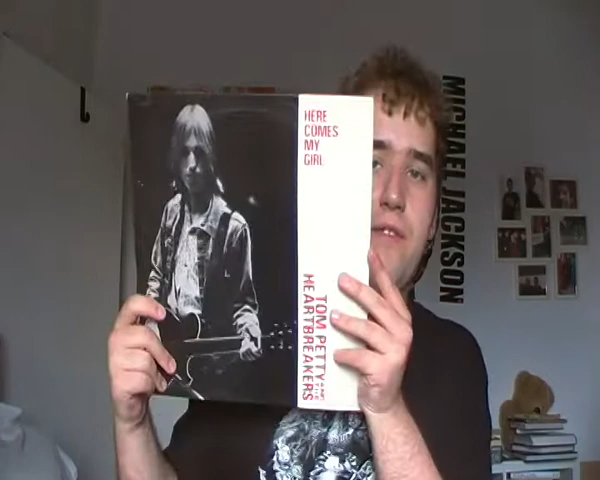 HERE
COMES
MY
GIRL
TOM PETTY AND THE
HEARTBREAKERS
MICHAEL JACKSON